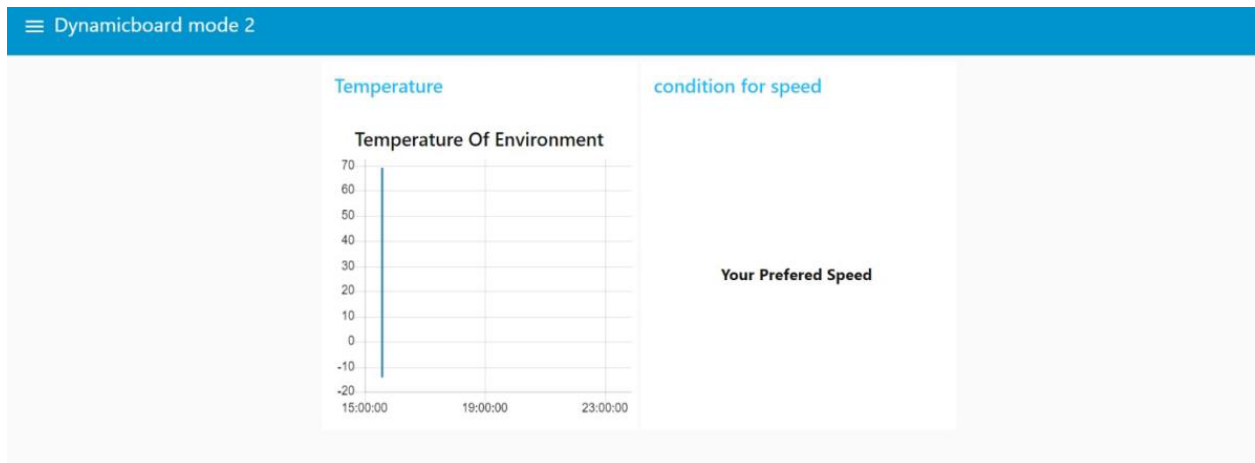 Dynamicboard mode 2
Temperature
Temperature Of Environment
70
60
50
40
30
20
10
0
-10
-20
15:00:00 19:00:00 23:00:00
condition for speed
Your Prefered Speed